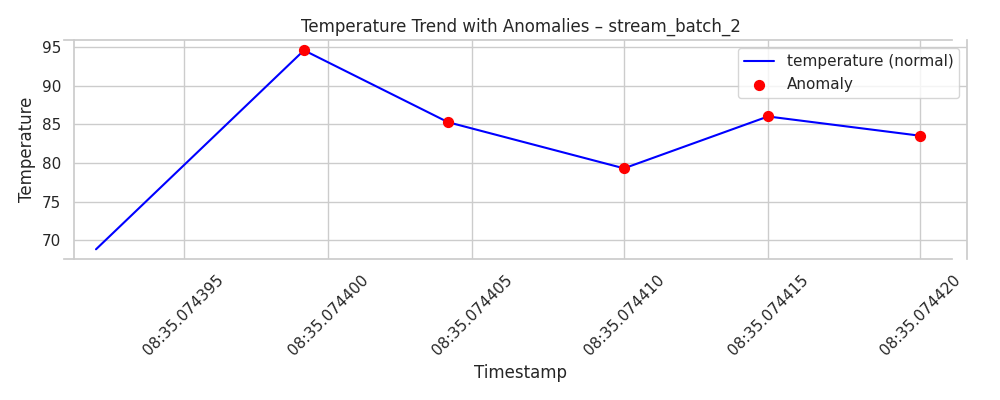 Temperature Trend with Anomalies – stream_batch_2
temperature (normal)
Anomaly
Temperature
95
90
85
80
75
70
08:35.074395
08:35.074400
08:35.074405
08:35.074410
08:35.074415
08:35.074420
Timestamp